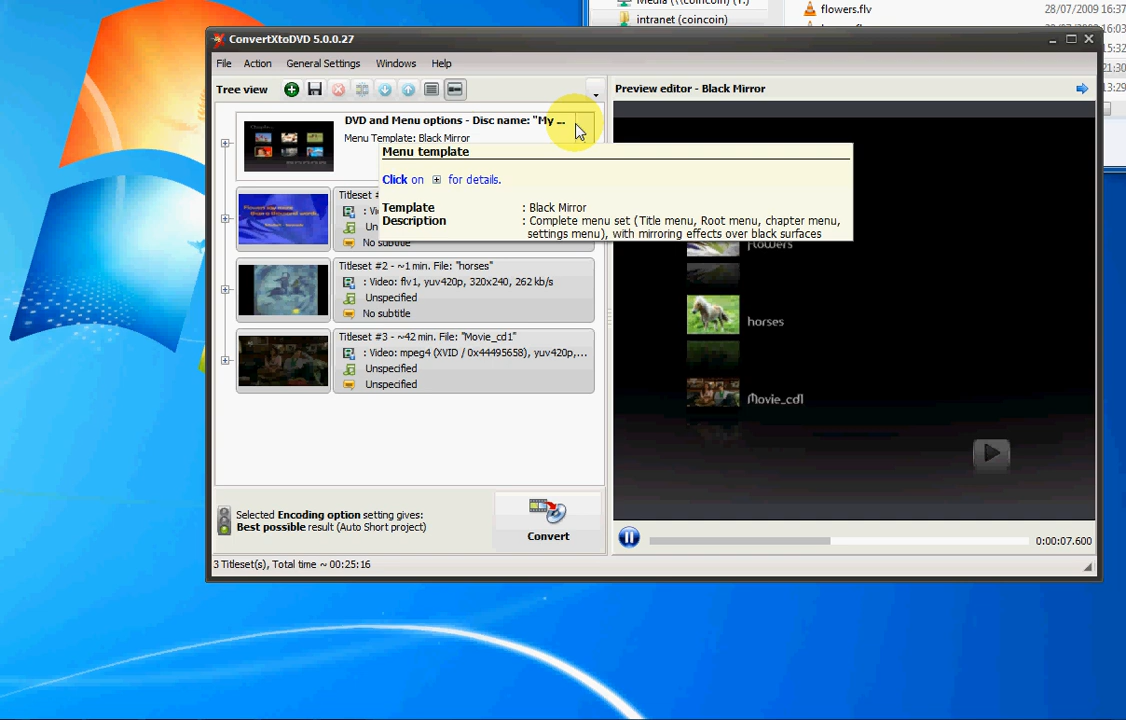 Media (\\coincoin) (Y:)
intranet (coincoin)
flowers.flv
28/07/2009 16:37
16:03
15:32
21:30
13:29
ConvertXtoDVD 5.0.0.27
File Action General Settings Windows Help
Tree view
Preview editor - Black Mirror
DVD and Menu options - Disc name: "My ...
Menu Template: Black Mirror
Menu template
Click on for details.
Template : Black Mirror
Description : Complete menu set (Title menu, Root menu, chapter menu,
settings menu), with mirroring effects over black surfaces
Titleset #
: Vi
Un
No subtitle
Titleset #2 - ~1 min. File: "horses"
: Video: flv1, yuv420p, 320x240, 262 kb/s
Unspecified
No subtitle
Titleset #3 - ~42 min. File: "Movie_cd1"
: Video: mpeg4 (XVID / 0x44495658), yuv420p,...
Unspecified
Unspecified
flowers
horses
Movie_cd1
Selected Encoding option setting gives:
Best possible result (Auto Short project)
Convert
0:00:07.600
3 Titleset(s), Total time ~ 00:25:16